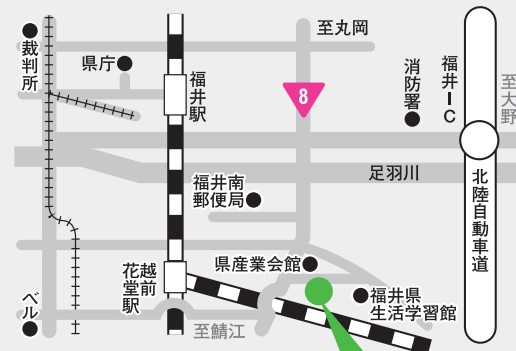 至丸岡
裁判所
県庁
福井駅
8
消防署
福井IC
至大野
足羽川
福井南
郵便局
北陸自動車道
県産業会館
越前
花堂駅
福井県
生活学習館
ベル
至鯖江